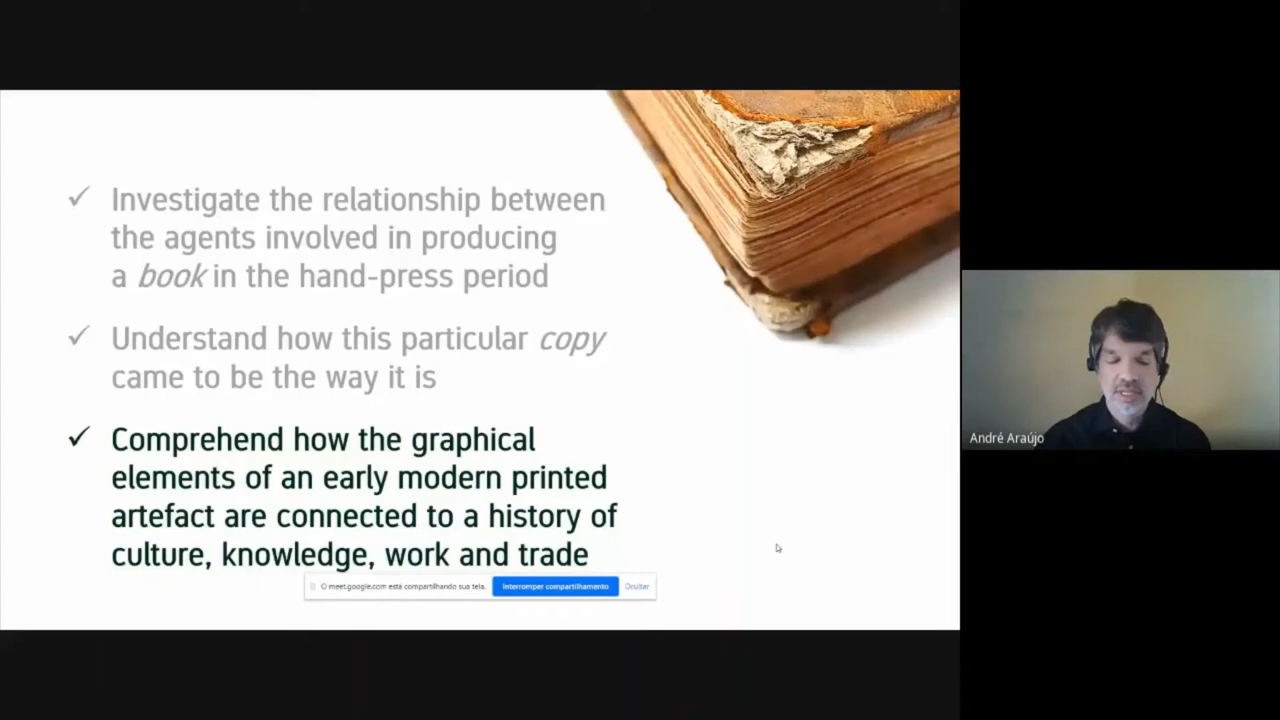 ✓ Investigate the relationship between
the agents involved in producing
a book in the hand-press period
✓ Understand how this particular copy
came to be the way it is
✓ Comprehend how the graphical
elements of an early modern printed
artefact are connected to a history of
culture, knowledge, work and trade
O meet.google.com está compartilhando sua tela.
Interromper compartilhamento
Ocultar
André Araújo